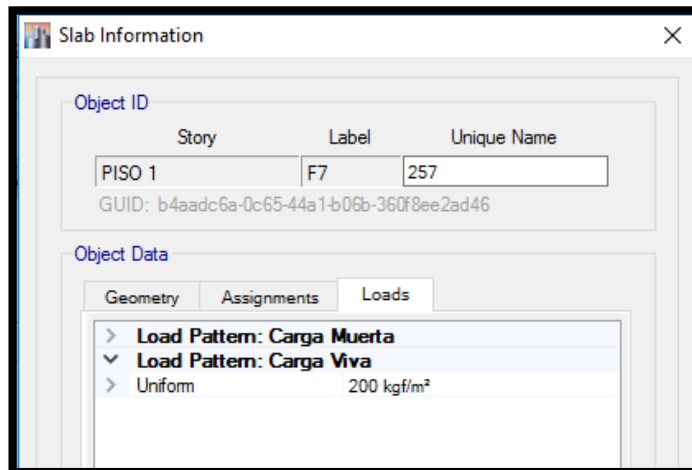 Slab Information
Object ID
Story Label Unique Name
PISO 1 F7 257
GUID: b4aadc6a-0c65-44a1-b06b-360f8ee2ad46
Object Data
Geometry Assignments Loads
Load Pattern: Carga Muerta
Load Pattern: Carga Viva
Uniform 200 kgf/m²